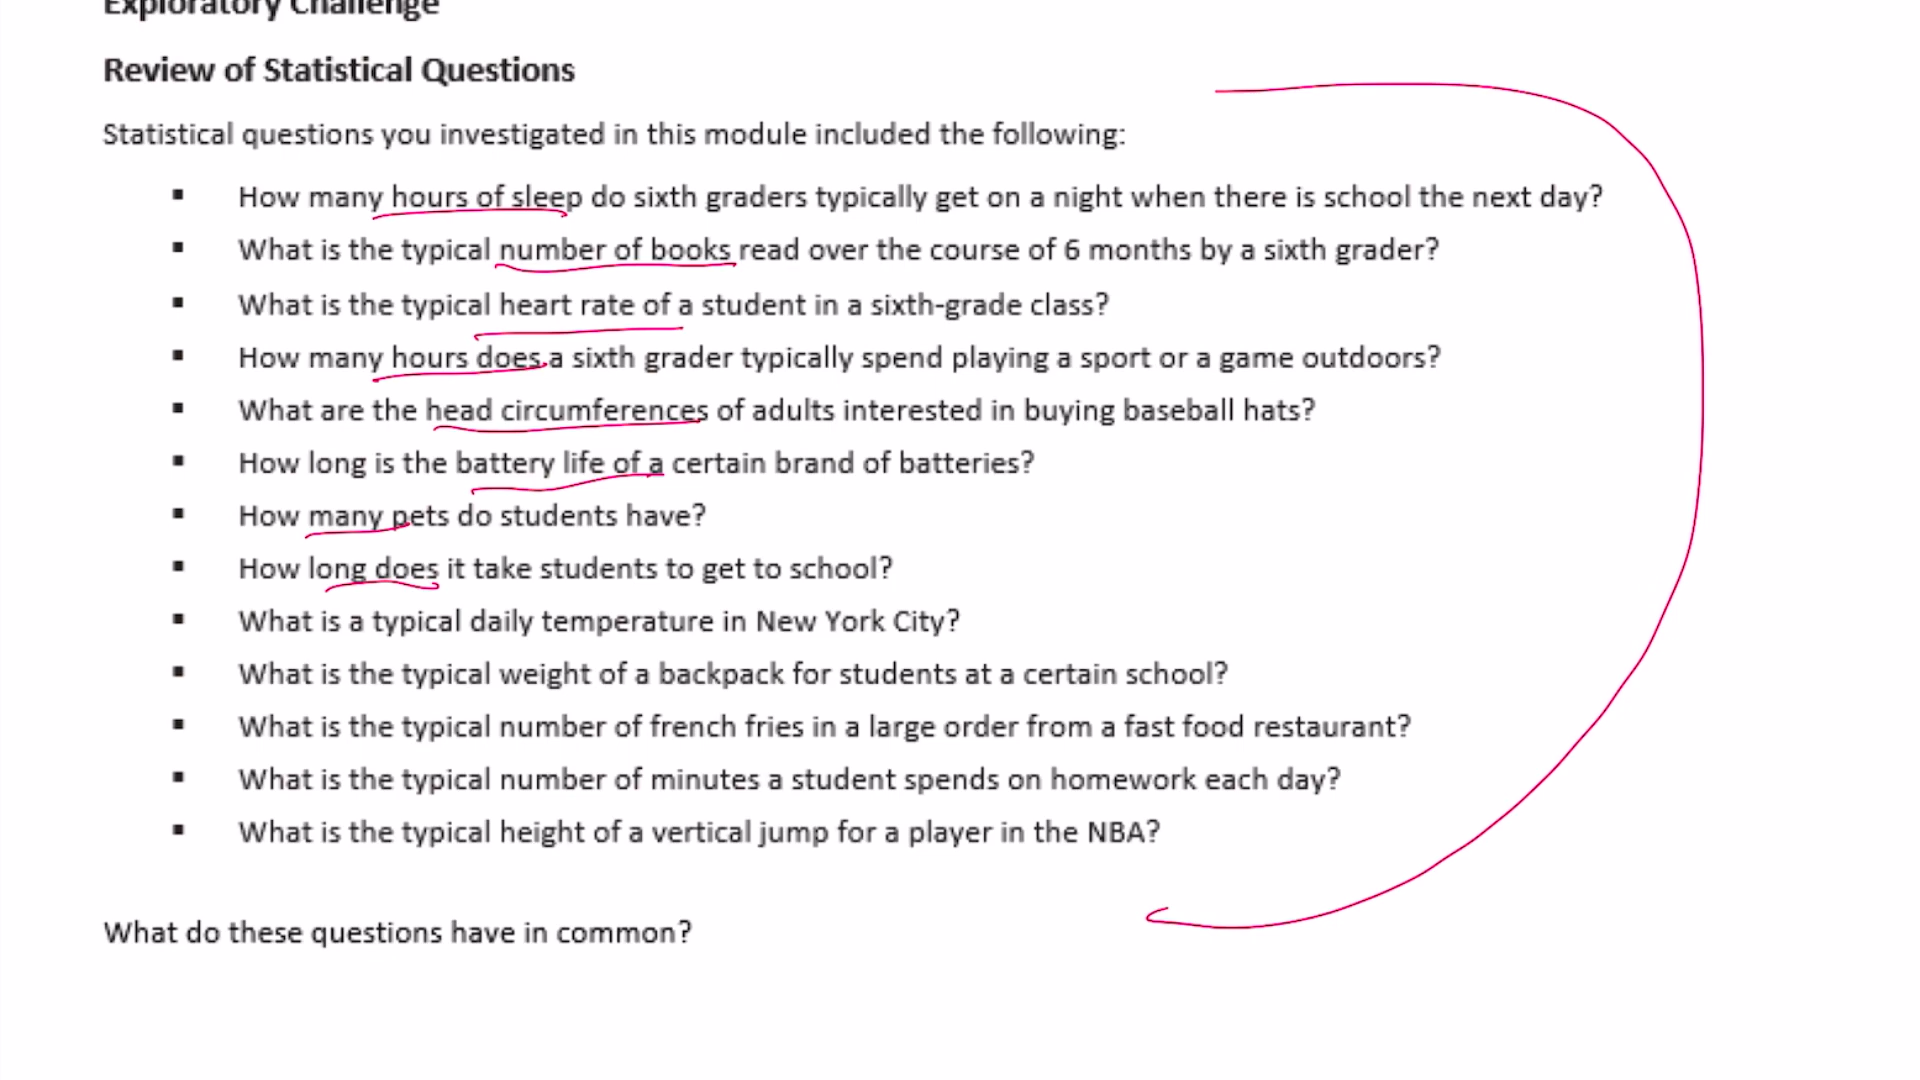 Exploratory Challenge
Review of Statistical Questions
Statistical questions you investigated in this module included the following:
▪ How many hours of sleep do sixth graders typically get on a night when there is school the next day?
▪ What is the typical number of books read over the course of 6 months by a sixth grader?
▪ What is the typical heart rate of a student in a sixth-grade class?
▪ How many hours does a sixth grader typically spend playing a sport or a game outdoors?
▪ What are the head circumferences of adults interested in buying baseball hats?
▪ How long is the battery life of a certain brand of batteries?
▪ How many pets do students have?
▪ How long does it take students to get to school?
▪ What is a typical daily temperature in New York City?
▪ What is the typical weight of a backpack for students at a certain school?
▪ What is the typical number of french fries in a large order from a fast food restaurant?
▪ What is the typical number of minutes a student spends on homework each day?
▪ What is the typical height of a vertical jump for a player in the NBA?
What do these questions have in common?